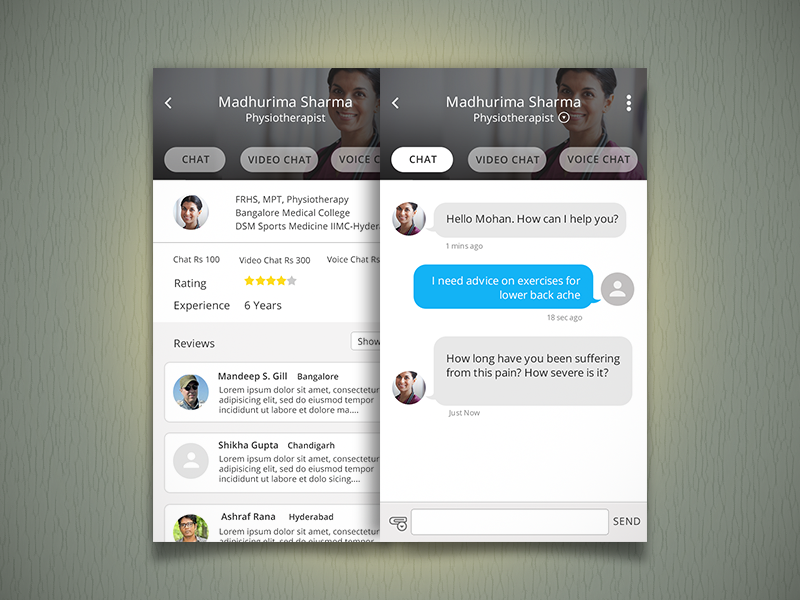 Madhurima Sharma
Physiotherapist
CHAT
VIDEO CHAT
VOICE C
FRHS, MPT, Physiotherapy
Bangalore Medical College
DSM Sports Medicine IIMC-Hyder
Chat Rs 100
Video Chat Rs 300
Voice Chat Rs
Rating
Experience 6 Years
Reviews
Show
Mandeep S. Gill Bangalore
Lorem ipsum dolor sit amet, consectetur
adipisicing elit, sed do eiusmod tempor
incididunt ut labore et dolore ma....
Shikha Gupta Chandigarh
Lorem ipsum dolor sit amet, consectetur
adipisicing elit, sed do eiusmod tempor
incididunt ut labore et dolo sicing....
Ashraf Rana Hyderabad
Lorem ipsum dolor sit amet, consectetur
adipisicing elit, sed do eiusmod tempor
Madhurima Sharma
Physiotherapist
CHAT
VIDEO CHAT
VOICE CHAT
Hello Mohan. How can I help you?
1 mins ago
I need advice on exercises for
lower back ache
18 sec ago
How long have you been suffering
from this pain? How severe is it?
Just Now
SEND